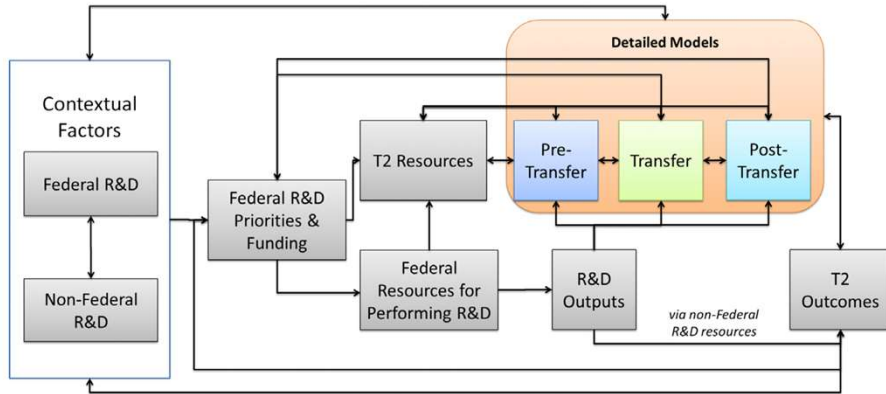 Detailed Models
Contextual
Factors
Federal R&D
Non-Federal
R&D
Federal R&D
Priorities &
Funding
T2 Resources
Pre-
Transfer
Transfer
Post-
Transfer
Federal
Resources for
Performing R&D
R&D
Outputs
via non-Federal
R&D resources
T2
Outcomes